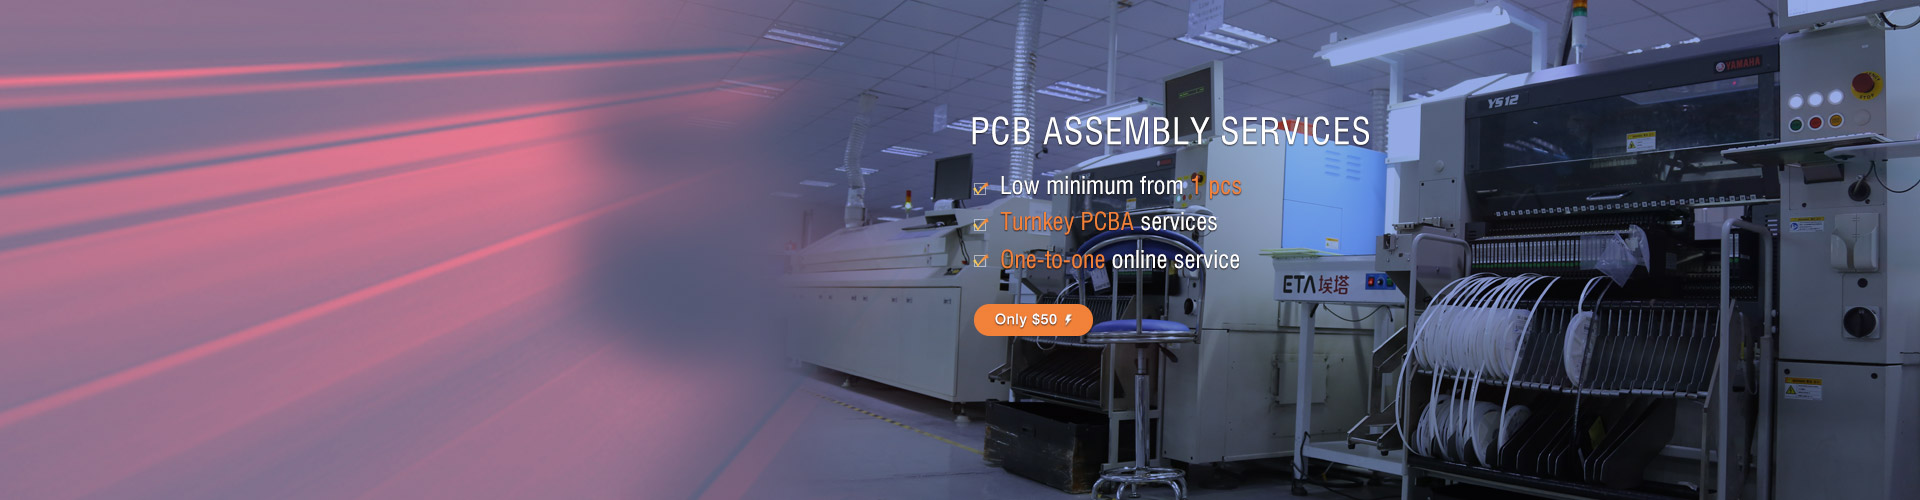 PCB ASSEMBLY SERVICES
Low minimum from 1 pcs
Turnkey PCBA services
One-to-one online service
Only $50
YAMAHA
YS12
ETA埃塔